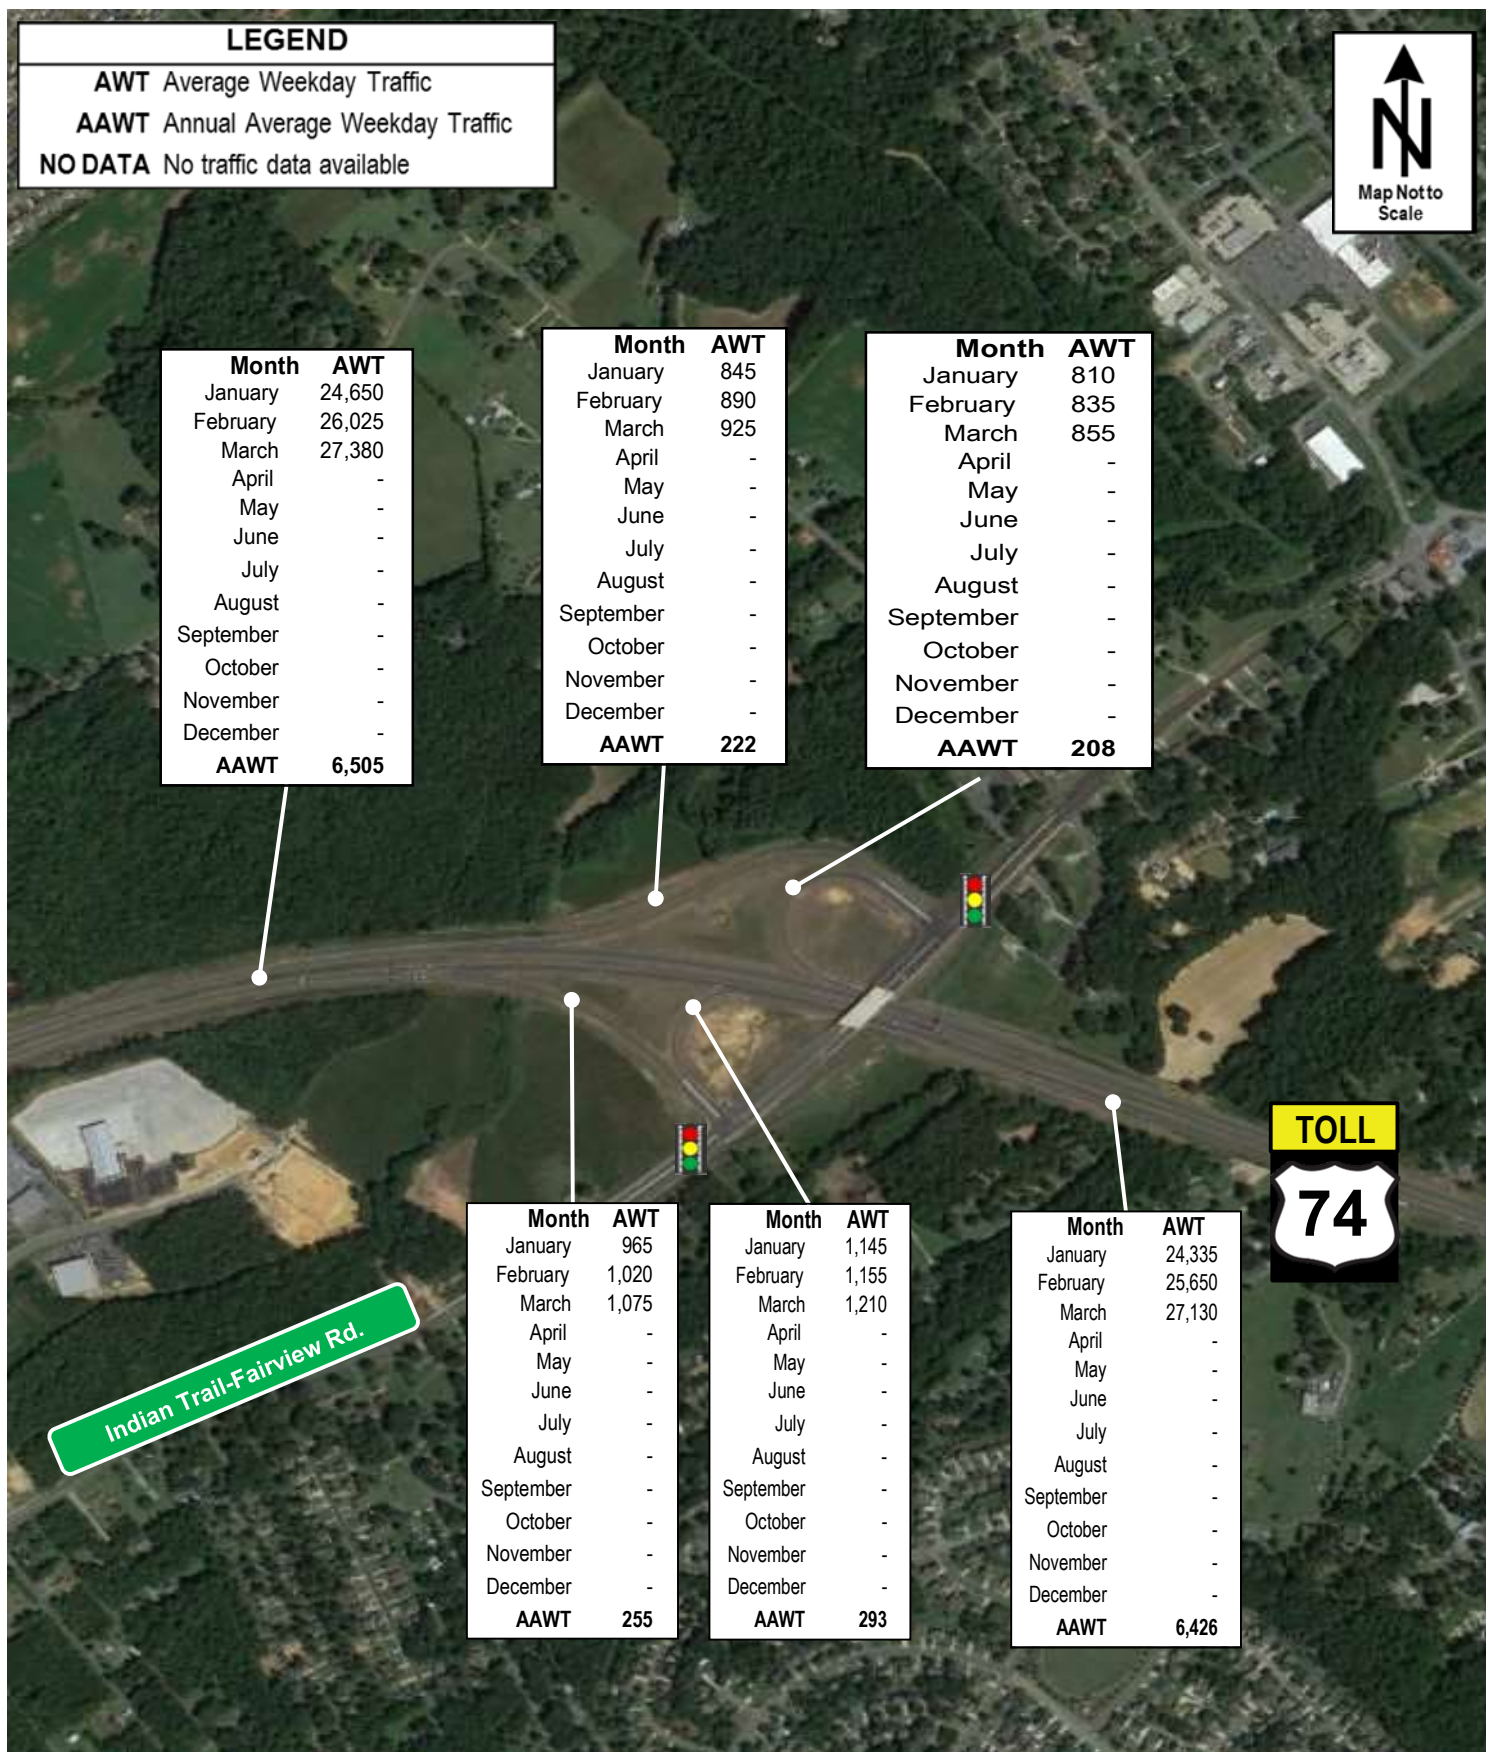 LEGEND
AWT Average Weekday Traffic
AAWT Annual Average Weekday Traffic
NO DATA No traffic data available
N
Map Not to
Scale
Month AWT
January 24,650
February 26,025
March 27,380
April -
May -
June -
July -
August -
September -
October -
November -
December -
AAWT 6,505
Month AWT
January 845
February 890
March 925
April -
May -
June -
July -
August -
September -
October -
November -
December -
AAWT 222
Month AWT
January 810
February 835
March 855
April -
May -
June -
July -
August -
September -
October -
November -
December -
AAWT 208
Month AWT
January 965
February 1,020
March 1,075
April -
May -
June -
July -
August -
September -
October -
November -
December -
AAWT 255
Month AWT
January 1,145
February 1,155
March 1,210
April -
May -
June -
July -
August -
September -
October -
November -
December -
AAWT 293
Month AWT
January 24,335
February 25,650
March 27,130
April -
May -
June -
July -
August -
September -
October -
November -
December -
AAWT 6,426
TOLL
74
Indian Trail-Fairview Rd.